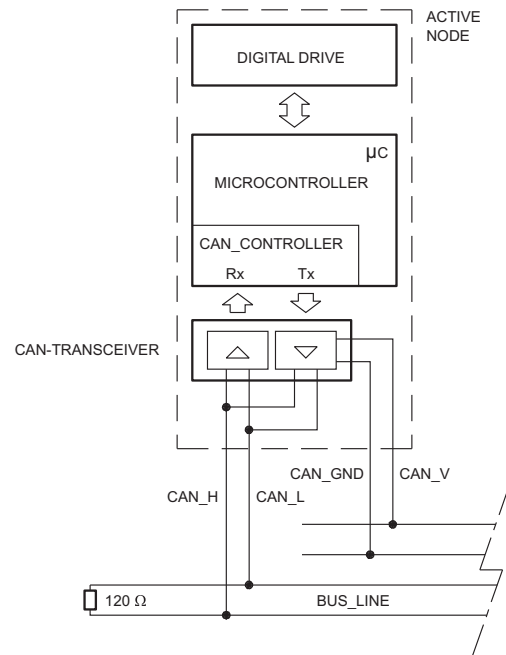 ACTIVE
NODE
DIGITAL DRIVE
µC
MICROCONTROLLER
CAN_CONTROLLER
Rx Tx
CAN-TRANSCEIVER
CAN_GND CAN_V
CAN_H CAN_L
120 Ω BUS_LINE